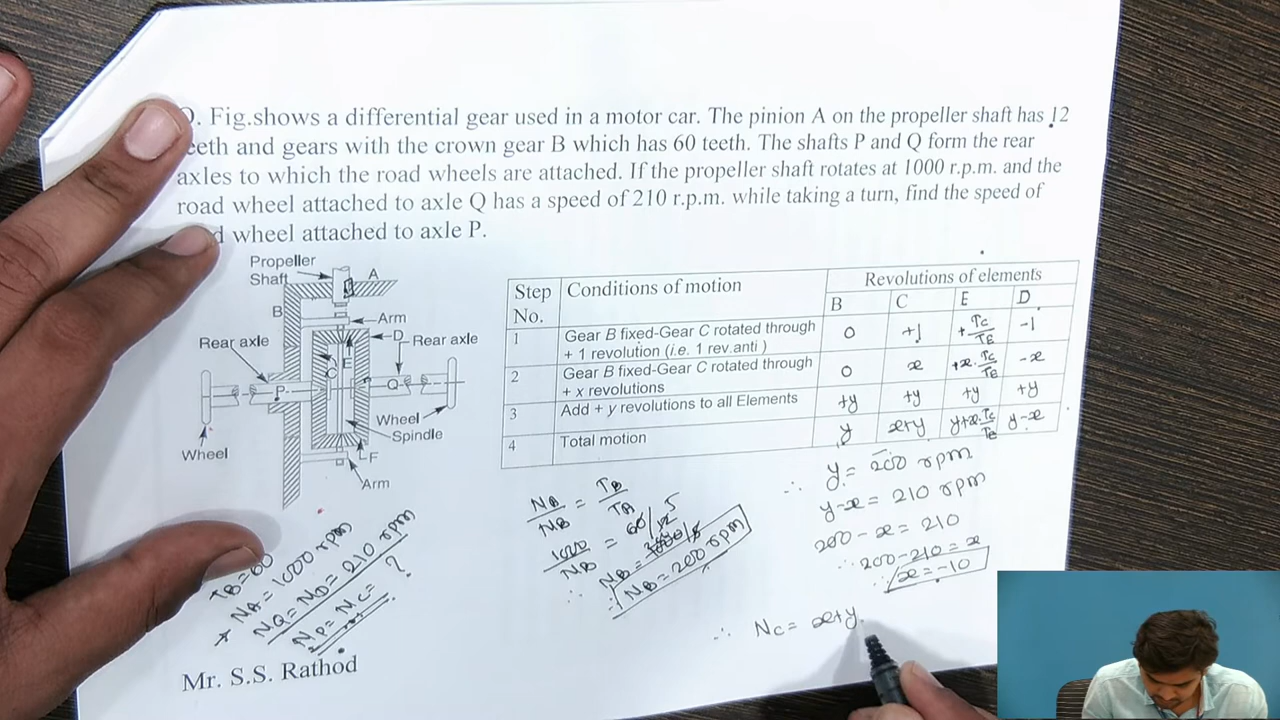 Q. Fig.shows a differential gear used in a motor car. The pinion A on the propeller shaft has 12
teeth and gears with the crown gear B which has 60 teeth. The shafts P and Q form the rear
axles to which the road wheels are attached. If the propeller shaft rotates at 1000 r.p.m. and the
road wheel attached to axle Q has a speed of 210 r.p.m. while taking a turn, find the speed of
d wheel attached to axle P.
Propeller
Shaft
A
B
Arm
D
Rear axle
Rear axle
C
E
P
Q
Wheel
Spindle
Wheel
F
Arm
Step No. Conditions of motion Revolutions of elements
B C E D
1 Gear B fixed-Gear C rotated through + 1 revolution (i.e. 1 rev.anti ) 0 +1 +TC/TE -1
2 Gear B fixed-Gear C rotated through + x revolutions 0 x +x·TC/TE -x
3 Add + y revolutions to all Elements +y +y +y +y
4 Total motion y x+y y+x·TC/TE y-x
TB=60
→ NA = 1000 rpm
NQ = ND = 210 rpm
NP = NC = ?
NA/NB = TB/TA
1000/NB = 60/12 5
∴ NB = 1000/5
∴ NB = 200 rpm
∴ y = 200 rpm
y-x = 210 rpm
200 - x = 210
∴ 200-210 = x
∴ x = -10
∴ NC = x+y
Mr. S.S. Rathod